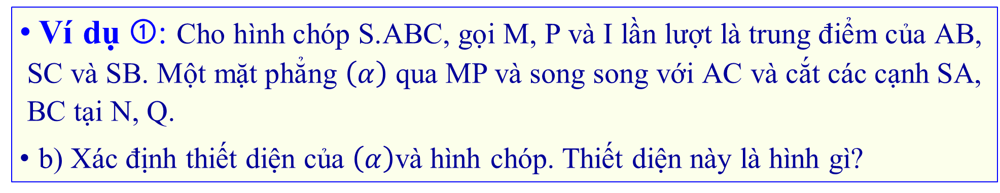 • Ví dụ ①: Cho hình chóp S.ABC, gọi M, P và I lần lượt là trung điểm của AB,
SC và SB. Một mặt phẳng (𝛼) qua MP và song song với AC và cắt các cạnh SA,
BC tại N, Q.
• b) Xác định thiết diện của (𝛼)và hình chóp. Thiết diện này là hình gì?